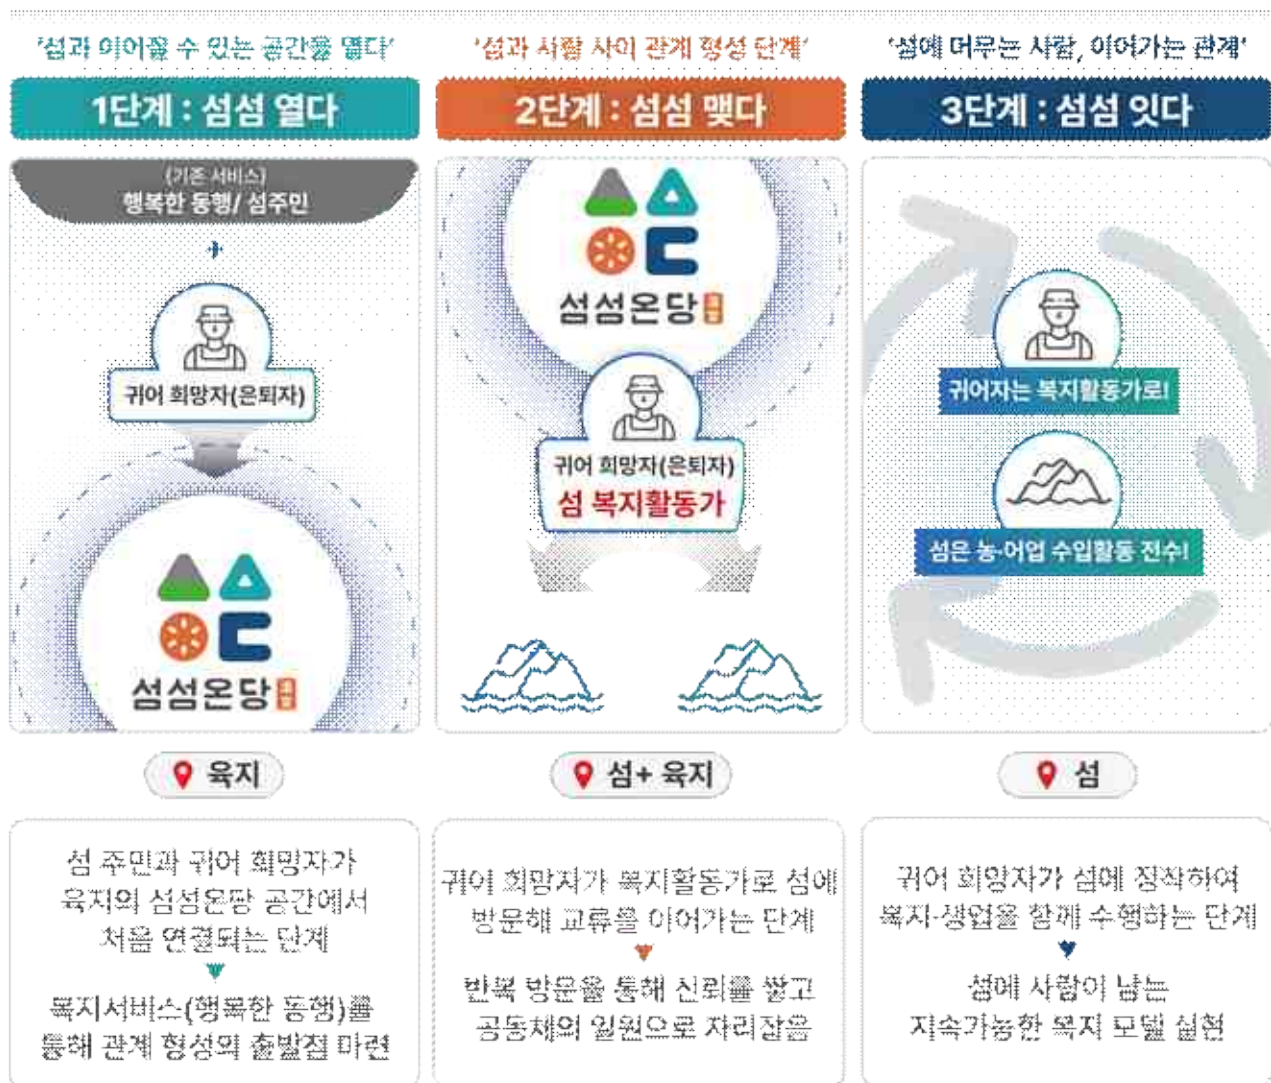 '섬과 이어질 수 있는 공간을 열다'
1단계 : 섬섬 열다
(기존 서비스)
행복한 동행/ 섬주민
+
귀어 희망자(은퇴자)
섬섬온당
육지
섬 주민과 귀어 희망자가
육지의 섬섬온당 공간에서
처음 연결되는 단계
복지서비스(행복한 동행)를
통해 관계 형성의 출발점 마련
'섬과 사람 사이 관계 형성 단계'
2단계 : 섬섬 맺다
섬섬온당
귀어 희망자(은퇴자)
섬 복지활동가
섬+ 육지
귀어 희망자가 복지활동가로 섬에
방문해 교류를 이어가는 단계
반복 방문을 통해 신뢰를 쌓고
공동체의 일원으로 자리잡음
'섬에 머무는 사람, 이어가는 관계'
3단계 : 섬섬 잇다
귀어자는 복지활동가로!
섬은 농·어업 수입활동 전수!
섬
귀어 희망자가 섬에 정착하여
복지·생업을 함께 수행하는 단계
섬에 사람이 남는
지속가능한 복지 모델 실현